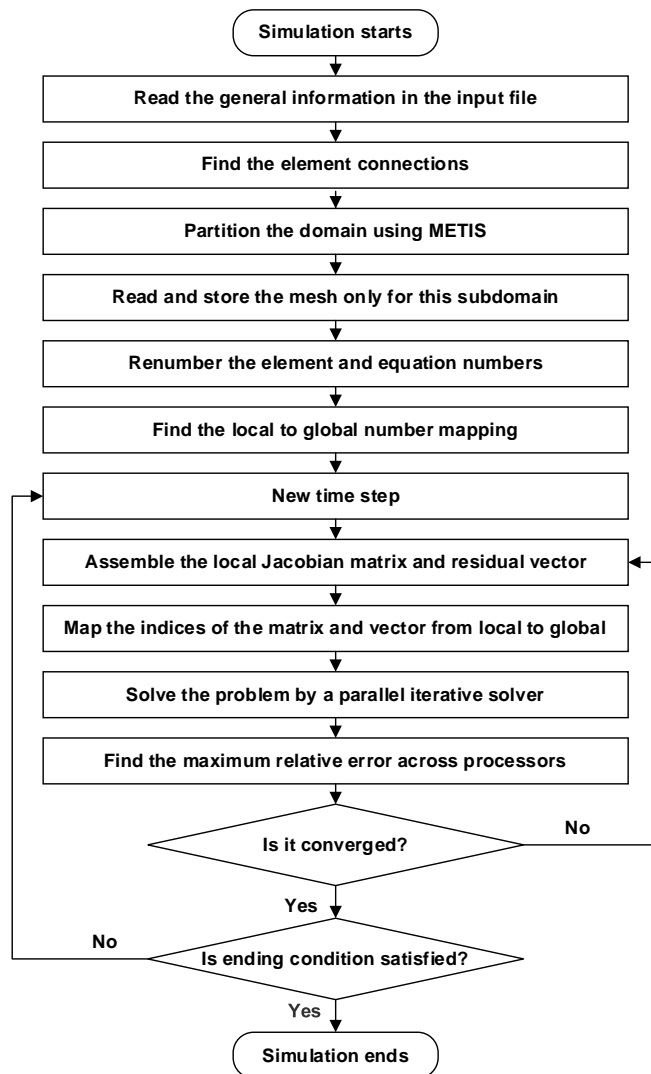 Simulation starts
Read the general information in the input file
Find the element connections
Partition the domain using METIS
Read and store the mesh only for this subdomain
Renumber the element and equation numbers
Find the local to global number mapping
New time step
Assemble the local Jacobian matrix and residual vector
Map the indices of the matrix and vector from local to global
Solve the problem by a parallel iterative solver
Find the maximum relative error across processors
No
Is it converged?
Yes
No
Is ending condition satisfied?
Yes
Simulation ends